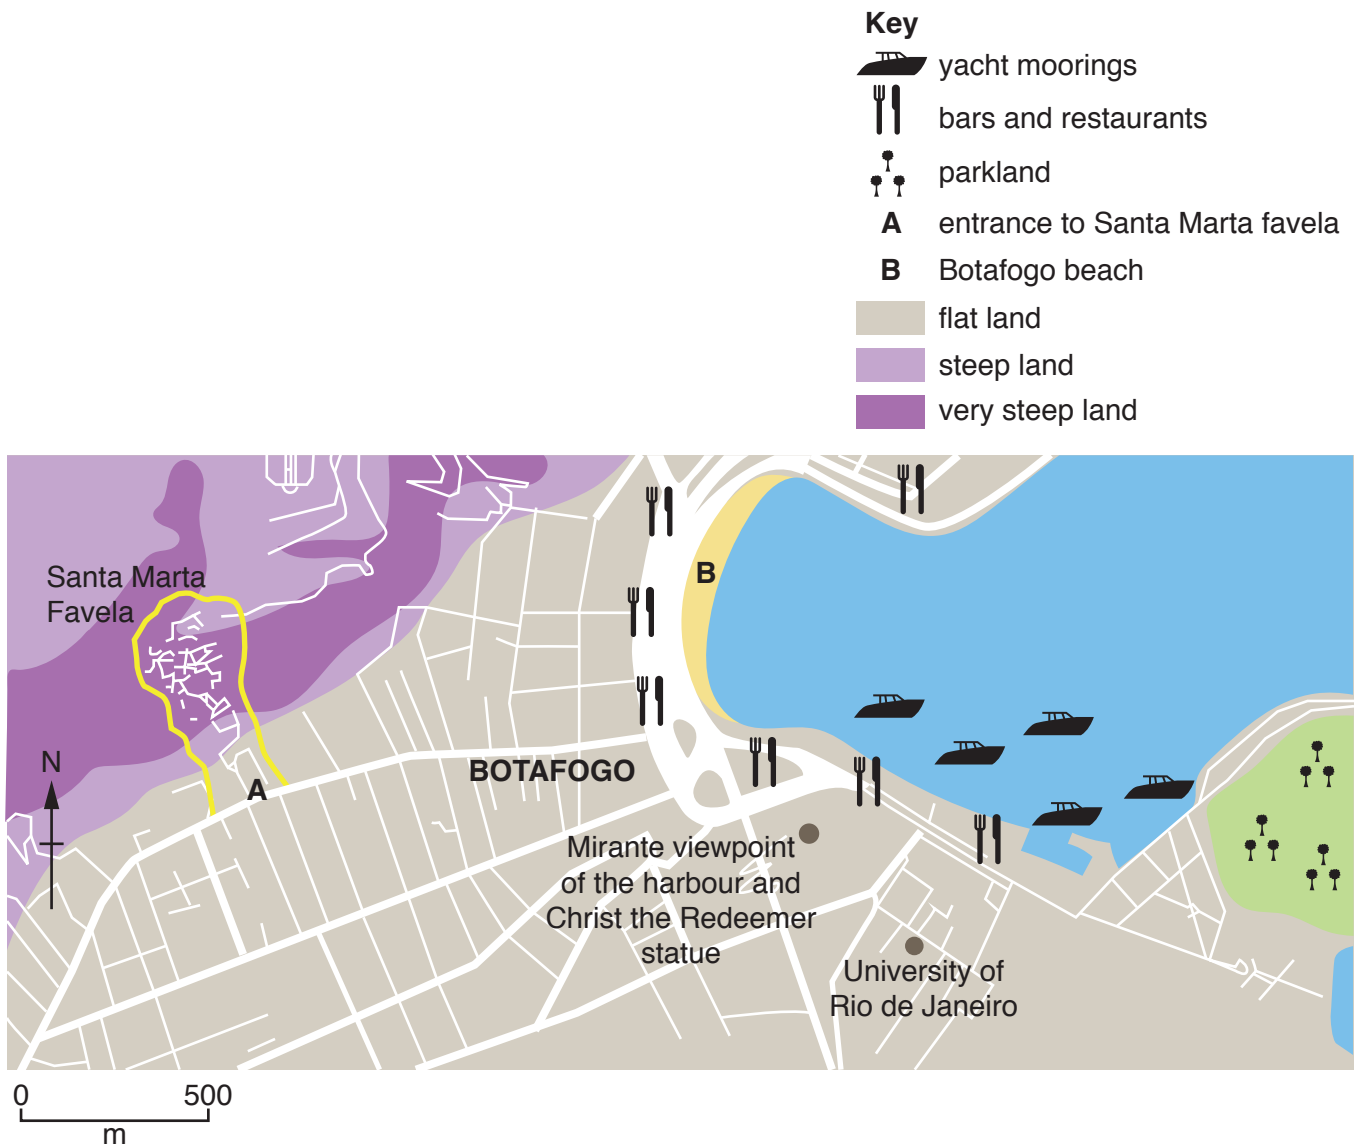 Key
yacht moorings
bars and restaurants
parkland
A entrance to Santa Marta favela
B Botafogo beach
flat land
steep land
very steep land
B
Santa Marta
Favela
N
A
BOTAFOGO
Mirante viewpoint
of the harbour and
Christ the Redeemer
statue
University of
Rio de Janeiro
0 500
m